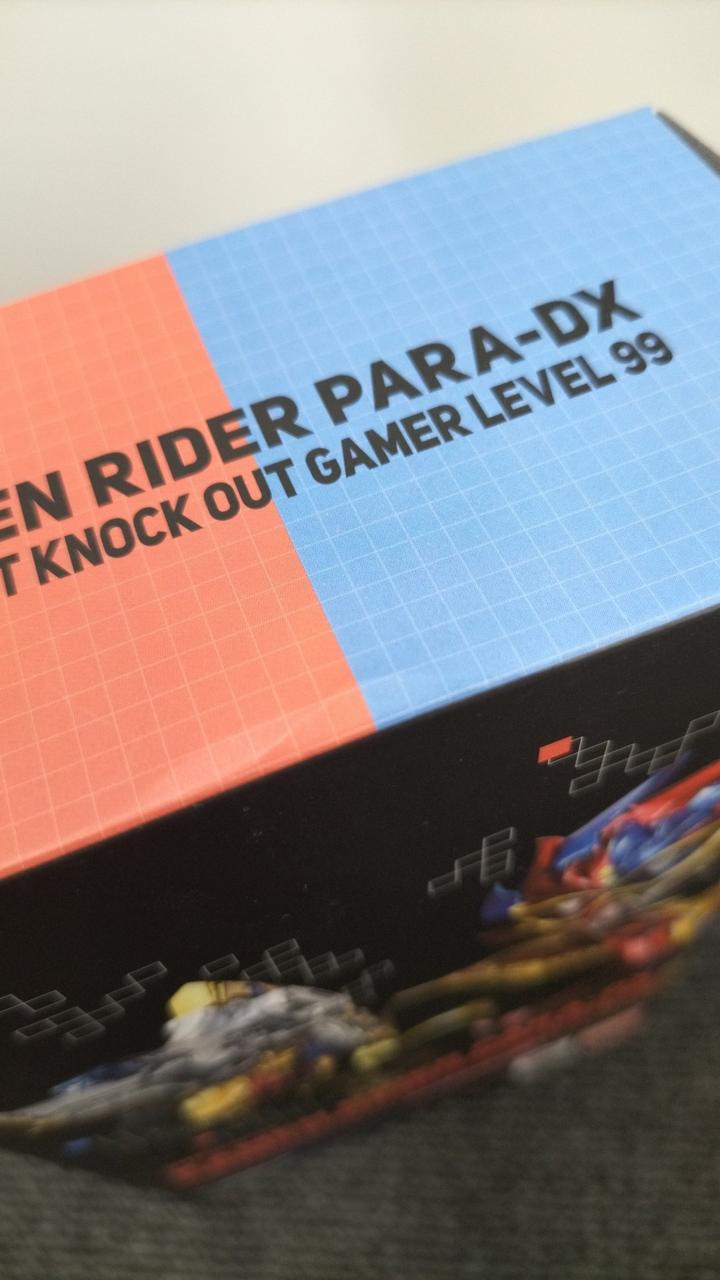 EN RIDER PARA-DX
T KNOCK OUT GAMER LEVEL 99